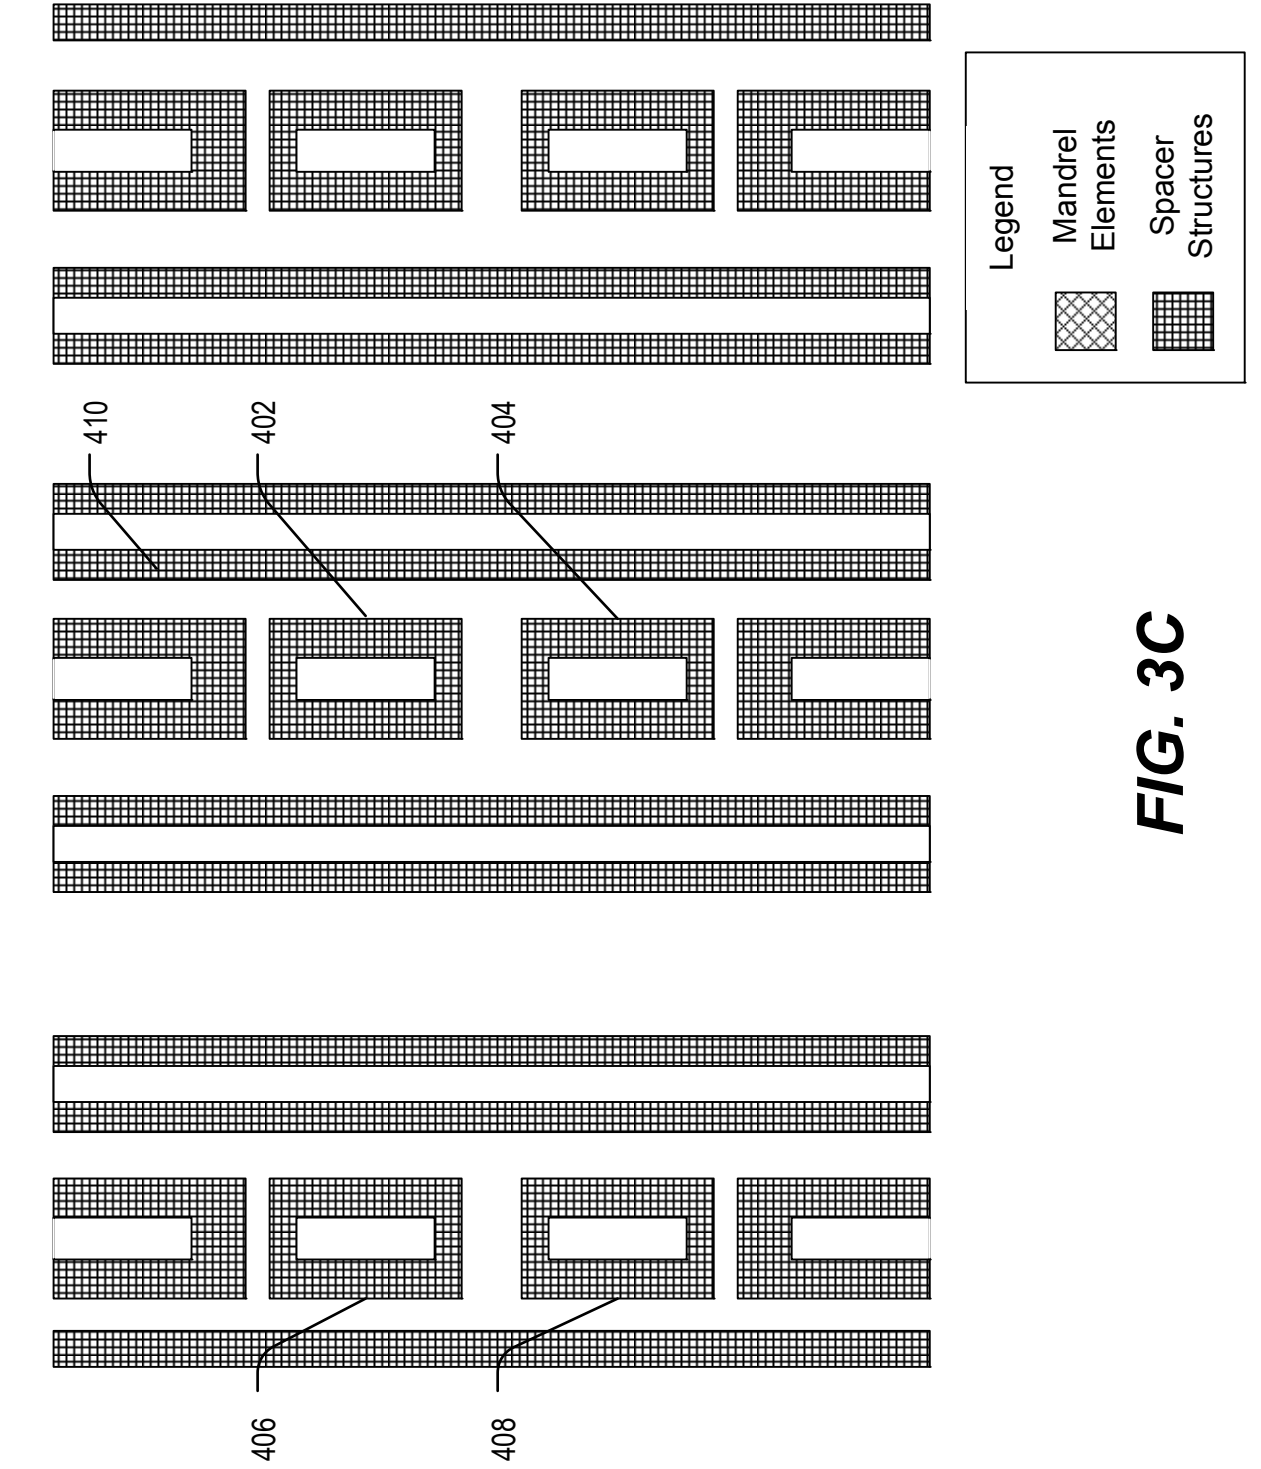 410
402
404
406
408
Legend
Mandrel
Elements
Spacer
Structures
FIG. 3C